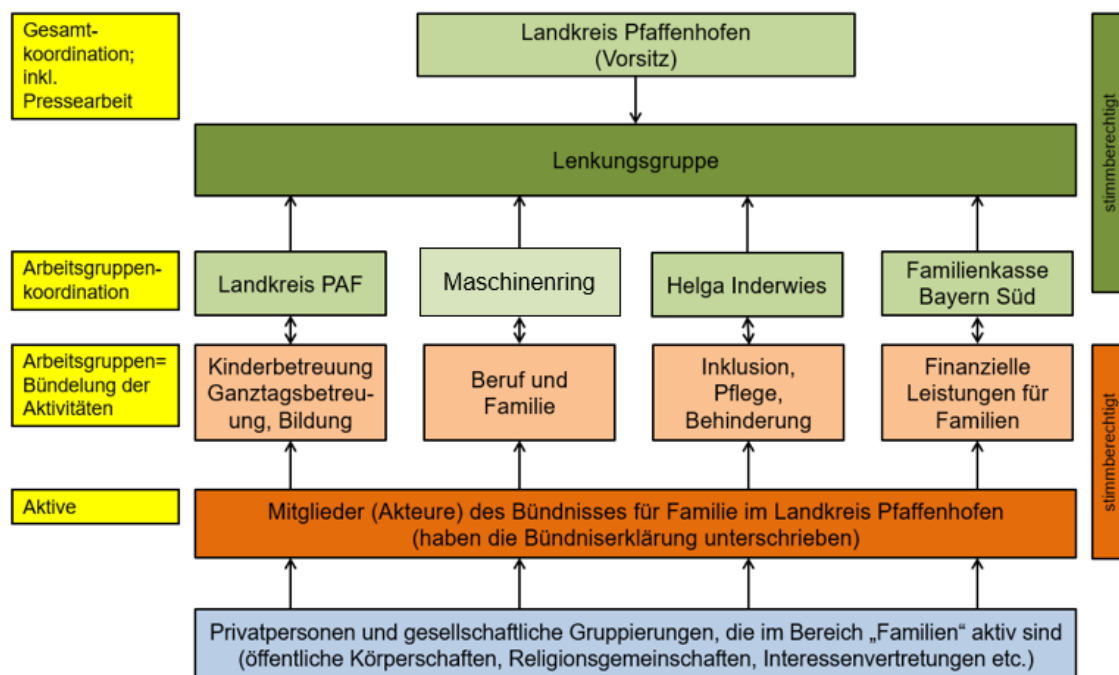 Gesamt-
koordination;
inkl.
Pressearbeit
Landkreis Pfaffenhofen
(Vorsitz)
stimmberechtigt
Lenkungsgruppe
Arbeitsgruppen-
koordination
Landkreis PAF
Maschinenring
Helga Inderwies
Familienkasse
Bayern Süd
Arbeitsgruppen=
Bündelung der
Aktivitäten
Kinderbetreuung
Ganztagsbetreu-
ung, Bildung
Beruf und
Familie
Inklusion,
Pflege,
Behinderung
Finanzielle
Leistungen für
Familien
stimmberechtigt
Aktive
Mitglieder (Akteure) des Bündnisses für Familie im Landkreis Pfaffenhofen
(haben die Bündniserklärung unterschrieben)
Privatpersonen und gesellschaftliche Gruppierungen, die im Bereich „Familien“ aktiv sind
(öffentliche Körperschaften, Religionsgemeinschaften, Interessenvertretungen etc.)